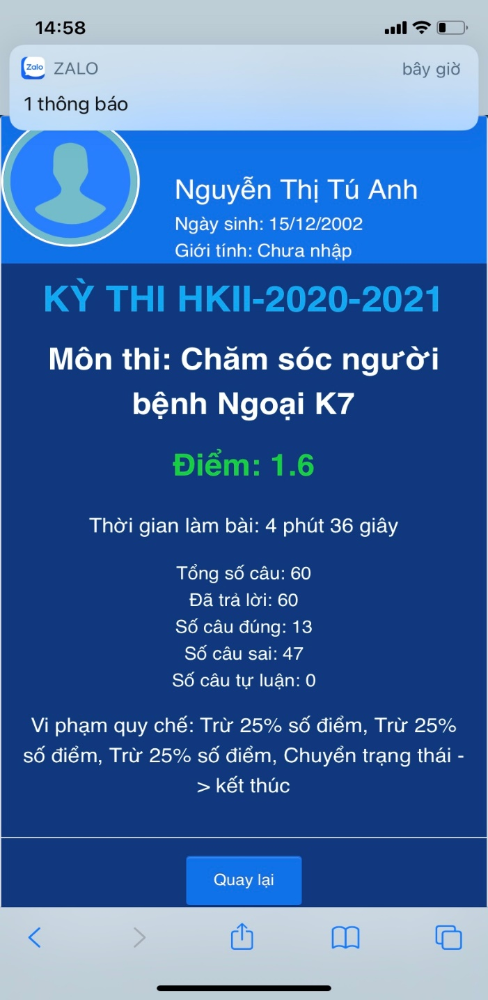 14:58
Zalo ZALO bây giờ
1 thông báo
Nguyễn Thị Tú Anh
Ngày sinh: 15/12/2002
Giới tính: Chưa nhập
KỲ THI HKII-2020-2021
Môn thi: Chăm sóc người
bệnh Ngoại K7
Điểm: 1.6
Thời gian làm bài: 4 phút 36 giây
Tổng số câu: 60
Đã trả lời: 60
Số câu đúng: 13
Số câu sai: 47
Số câu tự luận: 0
Vi phạm quy chế: Trừ 25% số điểm, Trừ 25%
số điểm, Trừ 25% số điểm, Chuyển trạng thái -
> kết thúc
Quay lại